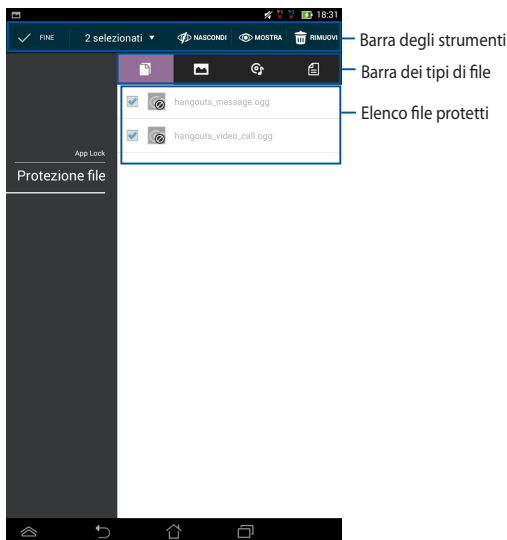 18:31
FINE 2 selezionati NASCONDI MOSTRA RIMUOVI
Barra degli strumenti
Barra dei tipi di file
hangouts_message.ogg
Elenco file protetti
hangouts_video_call.ogg
App Lock
Protezione file